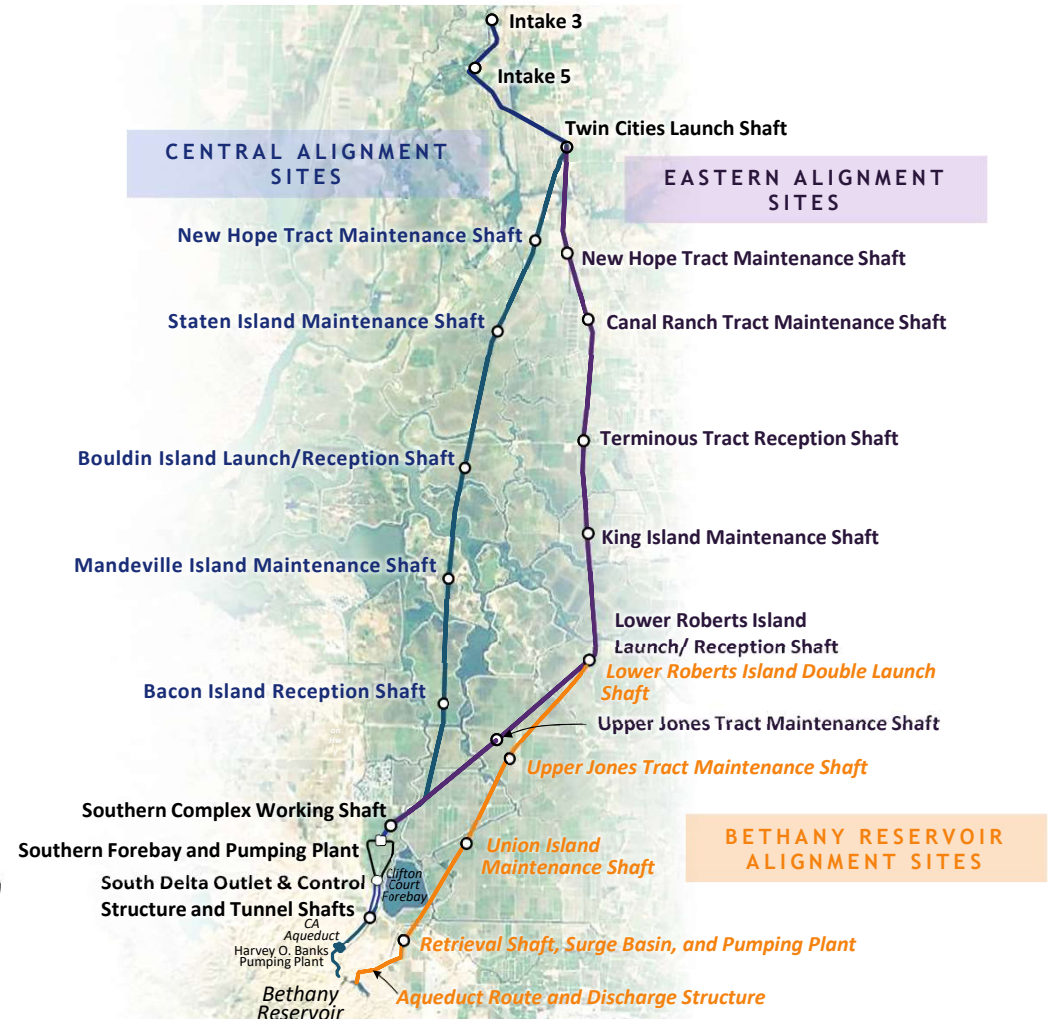 Intake 3
Intake 5
Twin Cities Launch Shaft
CENTRAL ALIGNMENT
SITES
EASTERN ALIGNMENT
SITES
New Hope Tract Maintenance Shaft
New Hope Tract Maintenance Shaft
Staten Island Maintenance Shaft
Canal Ranch Tract Maintenance Shaft
Terminous Tract Reception Shaft
Bouldin Island Launch/Reception Shaft
King Island Maintenance Shaft
Mandeville Island Maintenance Shaft
Lower Roberts Island
Launch/ Reception Shaft
Lower Roberts Island Double Launch
Shaft
Bacon Island Reception Shaft
Upper Jones Tract Maintenance Shaft
Upper Jones Tract Maintenance Shaft
Southern Complex Working Shaft
Southern Forebay and Pumping Plant
BETHANY RESERVOIR
ALIGNMENT SITES
Union Island
Maintenance Shaft
Clifton
Court
Forebay
South Delta Outlet & Control
Structure and Tunnel Shafts
CA
Aqueduct
Harvey O. Banks
Pumping Plant
Retrieval Shaft, Surge Basin, and Pumping Plant
Bethany
Reservoir
Aqueduct Route and Discharge Structure